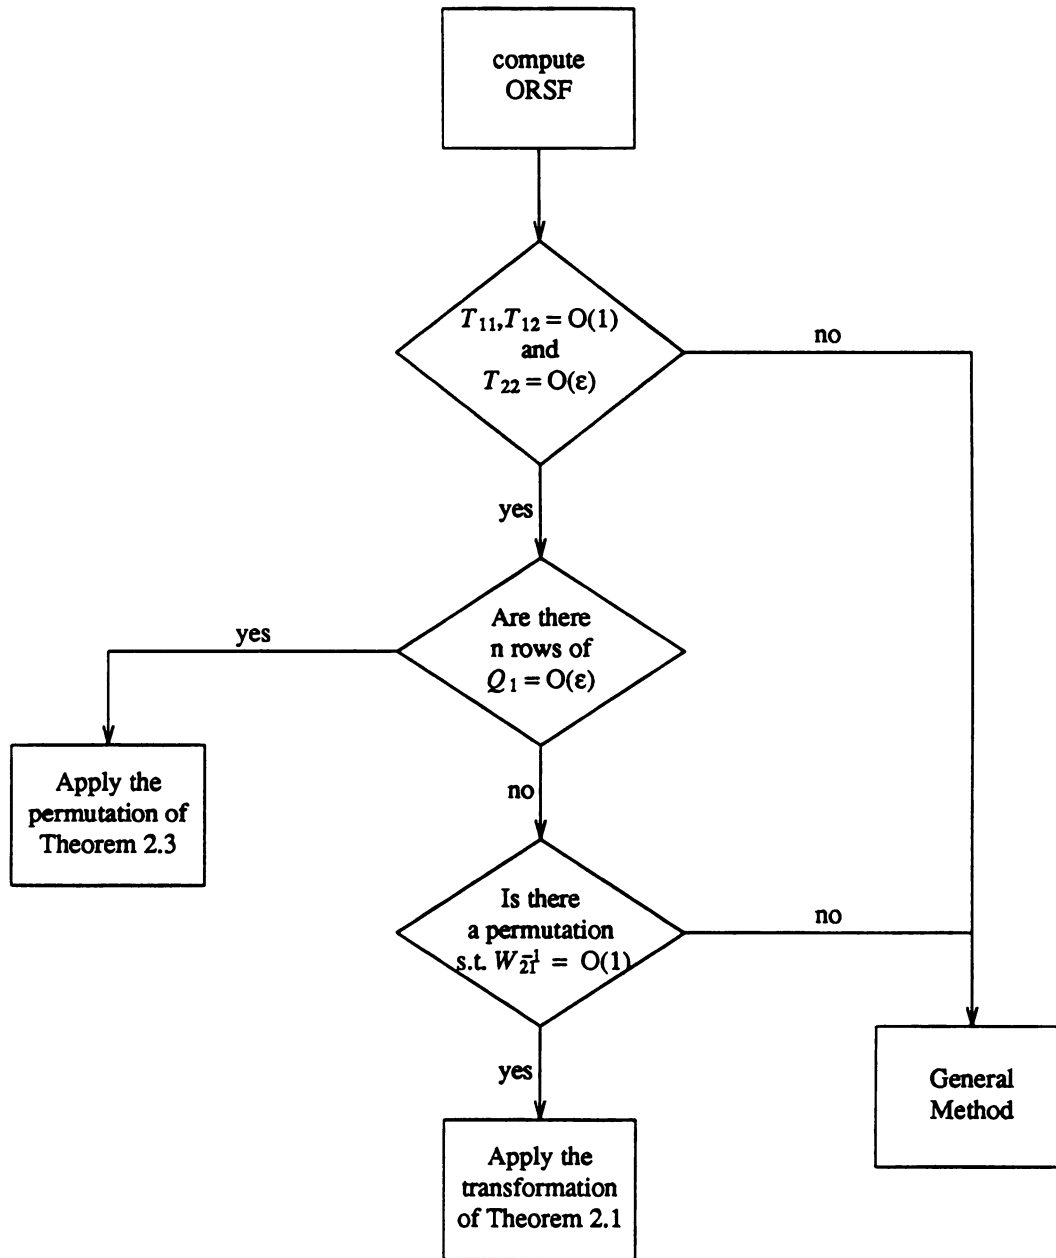 compute
ORSF
T₁₁,T₁₂ = O(1)
and
T₂₂ = O(ε)
no
yes
Are there
n rows of
Q₁ = O(ε)
yes
Apply the
permutation of
Theorem 2.3
no
Is there
a permutation
s.t. W₂₁⁻¹ = O(1)
no
yes
General
Method
Apply the
transformation
of Theorem 2.1